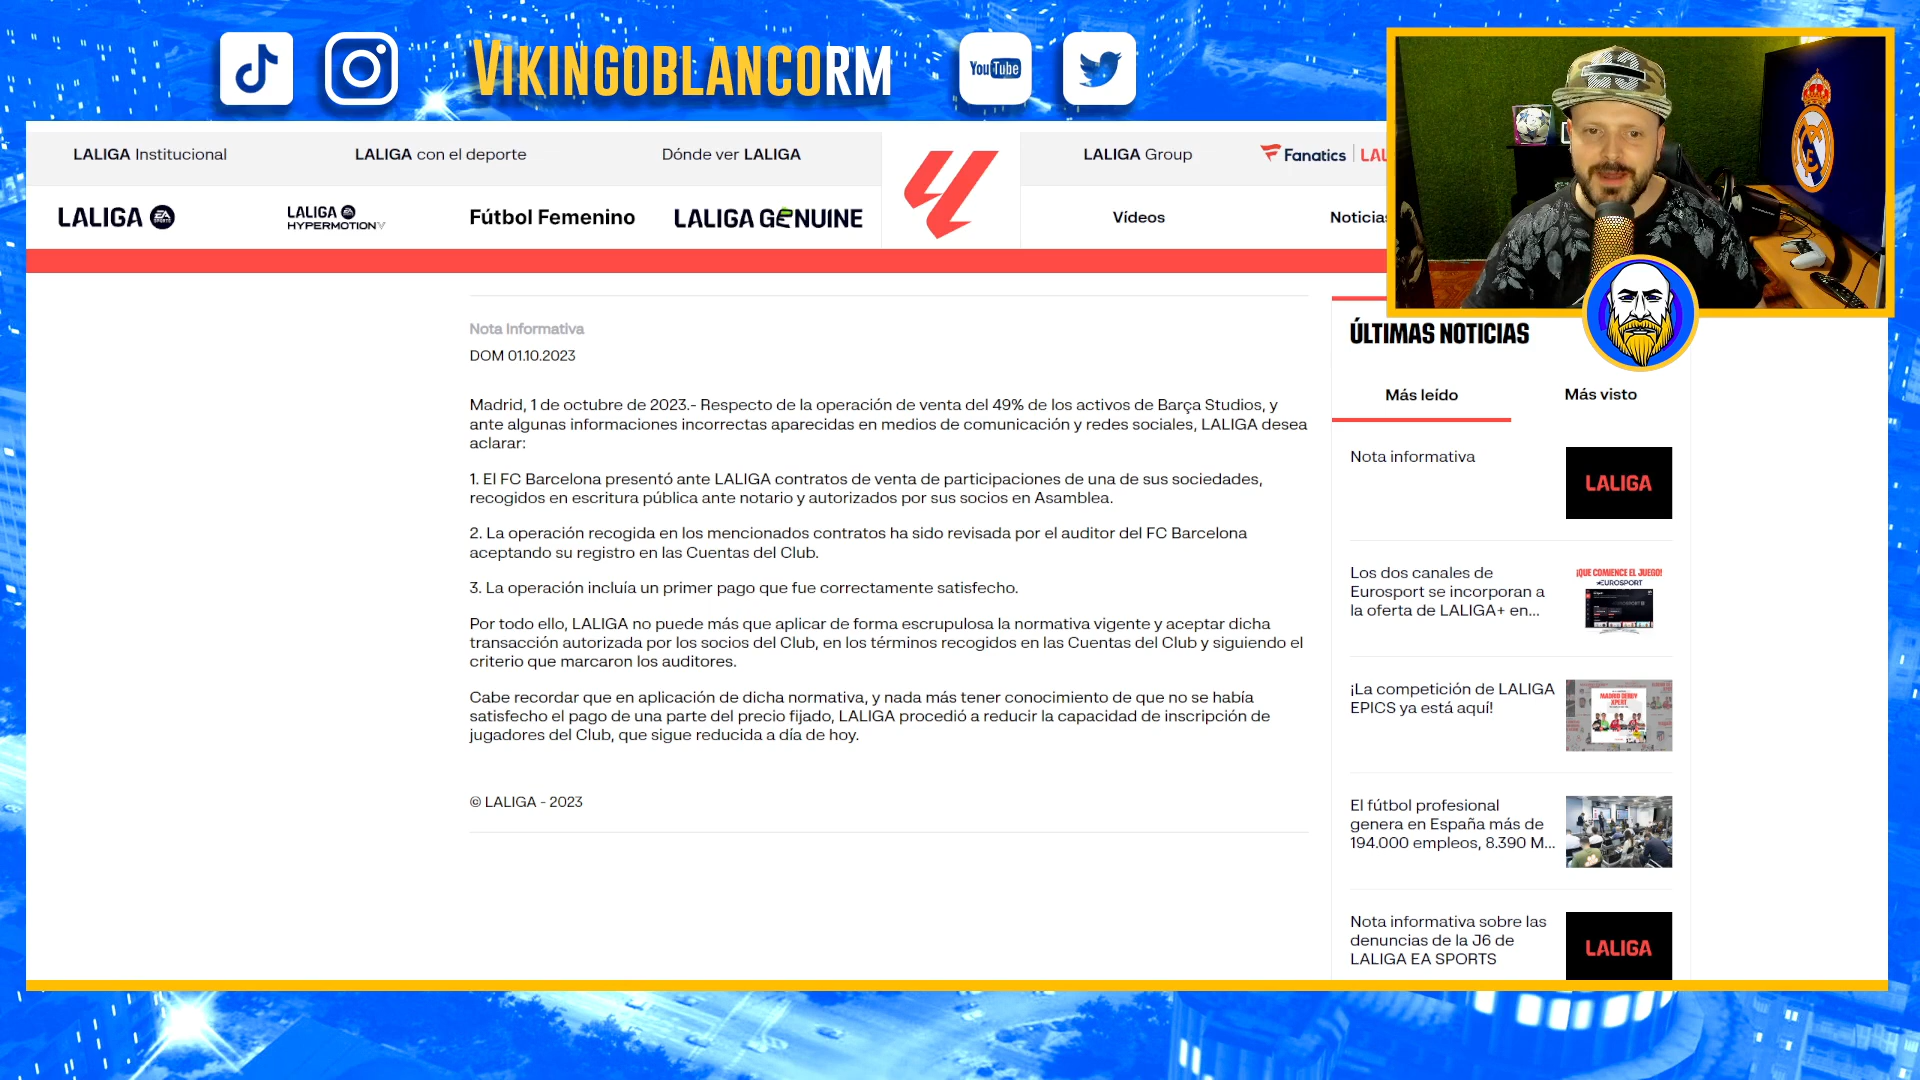 VIKINGOBLANCORM
You Tube
LALIGA Institucional
LALIGA con el deporte
Dónde ver LALIGA
LALIGA Group
Fanatics
LAL
LALIGA
LALIGA
HYPERMOTION
Fútbol Femenino
LALIGA GENUINE
Vídeos
Noticias
Nota Informativa
DOM 01.10.2023
Madrid, 1 de octubre de 2023.- Respecto de la operación de venta del 49% de los activos de Barça Studios, y
ante algunas informaciones incorrectas aparecidas en medios de comunicación y redes sociales, LALIGA desea
aclarar:
1. El FC Barcelona presentó ante LALIGA contratos de venta de participaciones de una de sus sociedades,
recogidos en escritura pública ante notario y autorizados por sus socios en Asamblea.
2. La operación recogida en los mencionados contratos ha sido revisada por el auditor del FC Barcelona
aceptando su registro en las Cuentas del Club.
3. La operación incluía un primer pago que fue correctamente satisfecho.
Por todo ello, LALIGA no puede más que aplicar de forma escrupulosa la normativa vigente y aceptar dicha
transacción autorizada por los socios del Club, en los términos recogidos en las Cuentas del Club y siguiendo el
criterio que marcaron los auditores.
Cabe recordar que en aplicación de dicha normativa, y nada más tener conocimiento de que no se había
satisfecho el pago de una parte del precio fijado, LALIGA procedió a reducir la capacidad de inscripción de
jugadores del Club, que sigue reducida a día de hoy.
© LALIGA - 2023
ÚLTIMAS NOTICIAS
Más leído
Más visto
Nota informativa
LALIGA
Los dos canales de
Eurosport se incorporan a
la oferta de LALIGA+ en...
¡QUE COMIENCE EL JUEGO!
EUROSPORT
¡La competición de LALIGA
EPICS ya está aquí!
MADRID DERBY
XPERT
El fútbol profesional
genera en España más de
194.000 empleos, 8.390 M...
Nota informativa sobre las
denuncias de la J6 de
LALIGA EA SPORTS
LALIGA